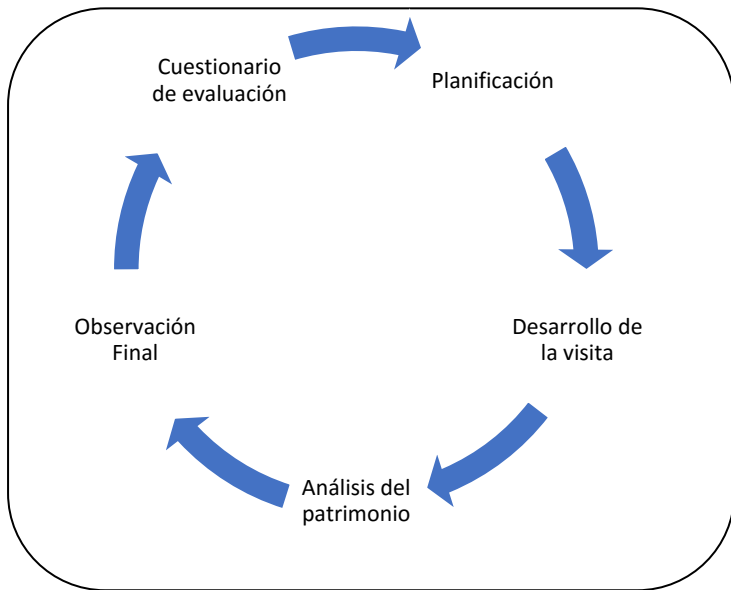 Cuestionario
de evaluación
Planificación
Desarrollo de
la visita
Análisis del
patrimonio
Observación
Final